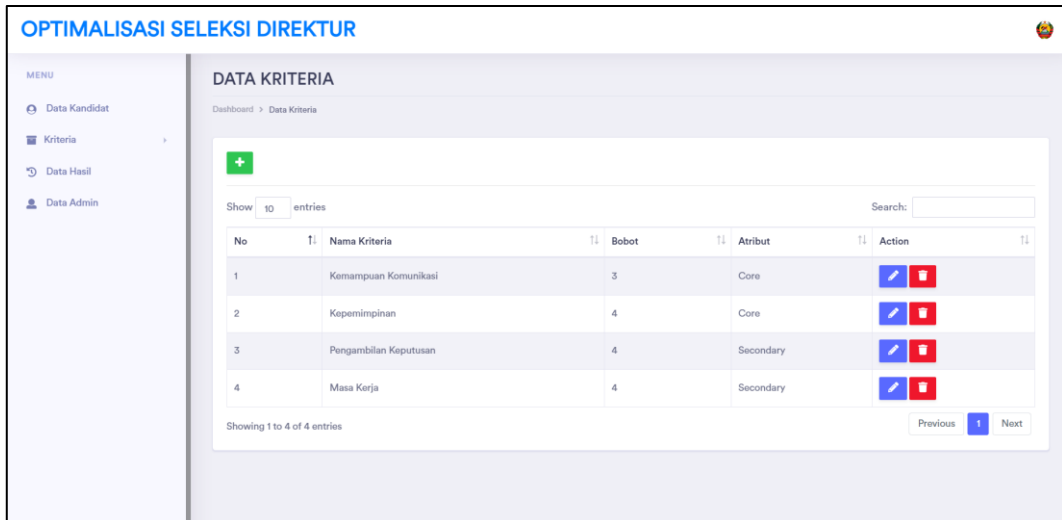 OPTIMALISASI SELEKSI DIREKTUR
MENU
Data Kandidat
Kriteria
Data Hasil
Data Admin
DATA KRITERIA
Dashboard > Data Kriteria
+
Show 10 entries Search:
No Nama Kriteria Bobot Atribut Action
1 Kemampuan Komunikasi 3 Core
2 Kepemimpinan 4 Core
3 Pengambilan Keputusan 4 Secondary
4 Masa Kerja 4 Secondary
Showing 1 to 4 of 4 entries Previous 1 Next